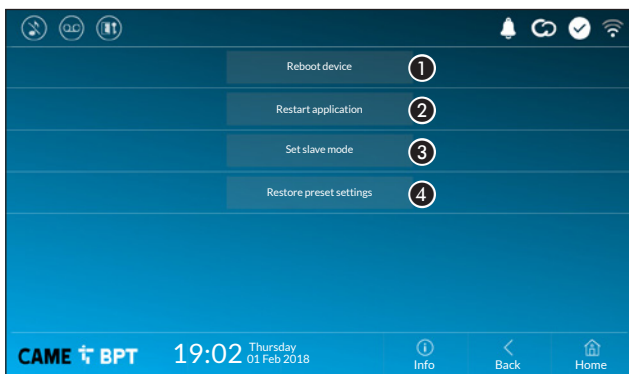 Reboot device 1
Restart application 2
Set slave mode 3
Restore preset settings 4
CAME BPT 19:02 Thursday
01 Feb 2018
Info Back Home